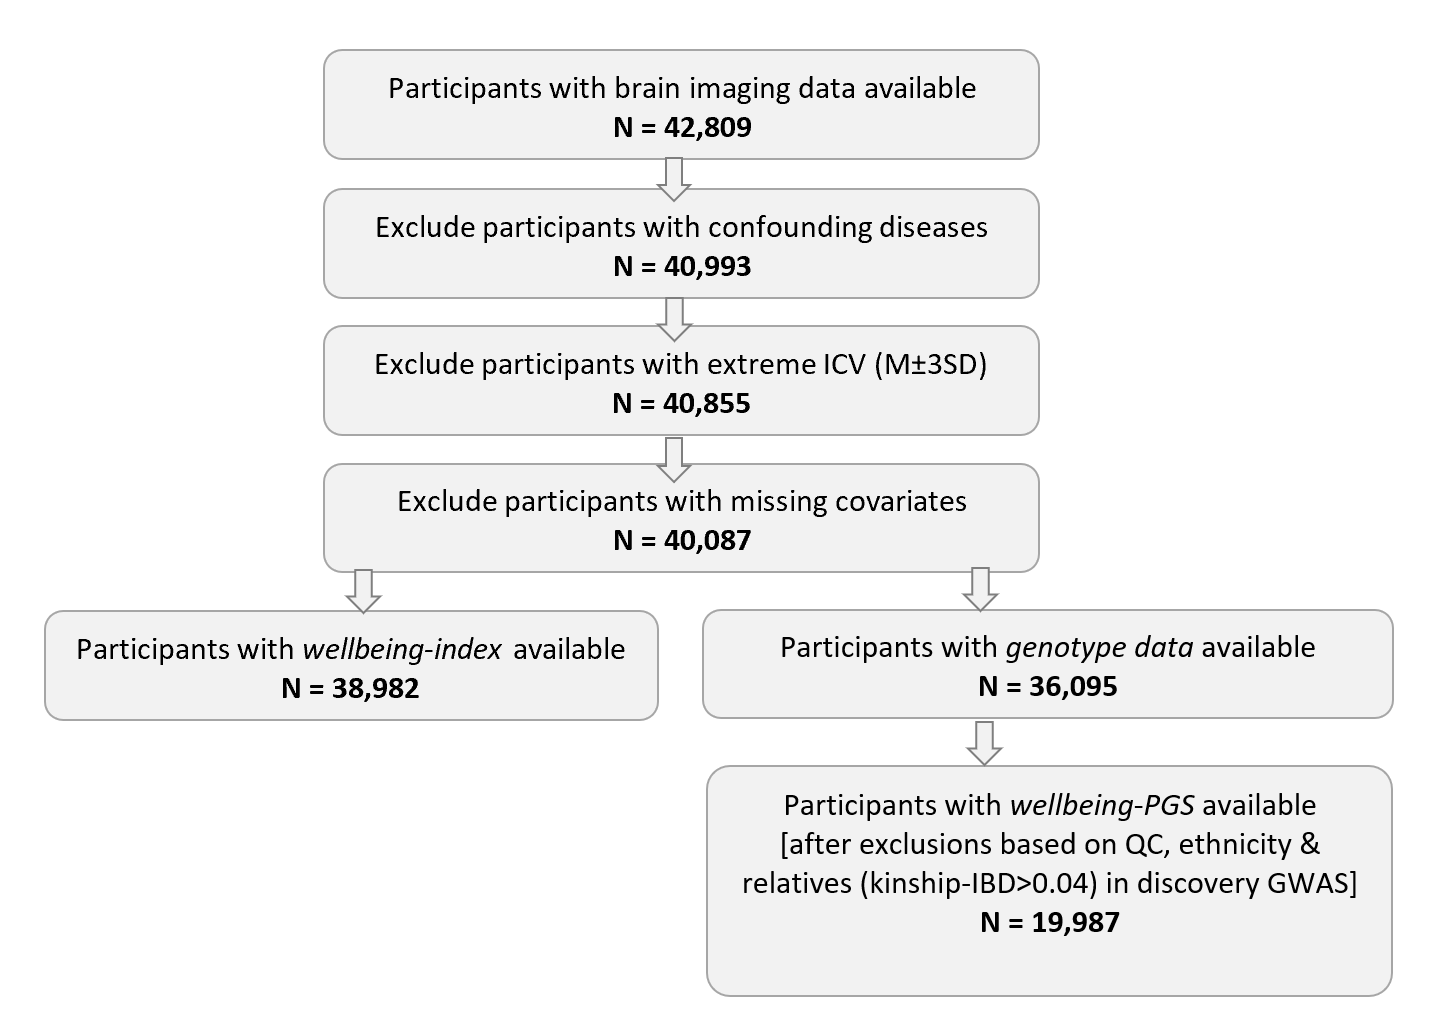 Participants with brain imaging data available
N = 42,809
Exclude participants with confounding diseases
N = 40,993
Exclude participants with extreme ICV (M±3SD)
N = 40,855
Exclude participants with missing covariates
N = 40,087
Participants with wellbeing-index available
N = 38,982
Participants with genotype data available
N = 36,095
Participants with wellbeing-PGS available
[after exclusions based on QC, ethnicity &
relatives (kinship-IBD>0.04) in discovery GWAS]
N = 19,987